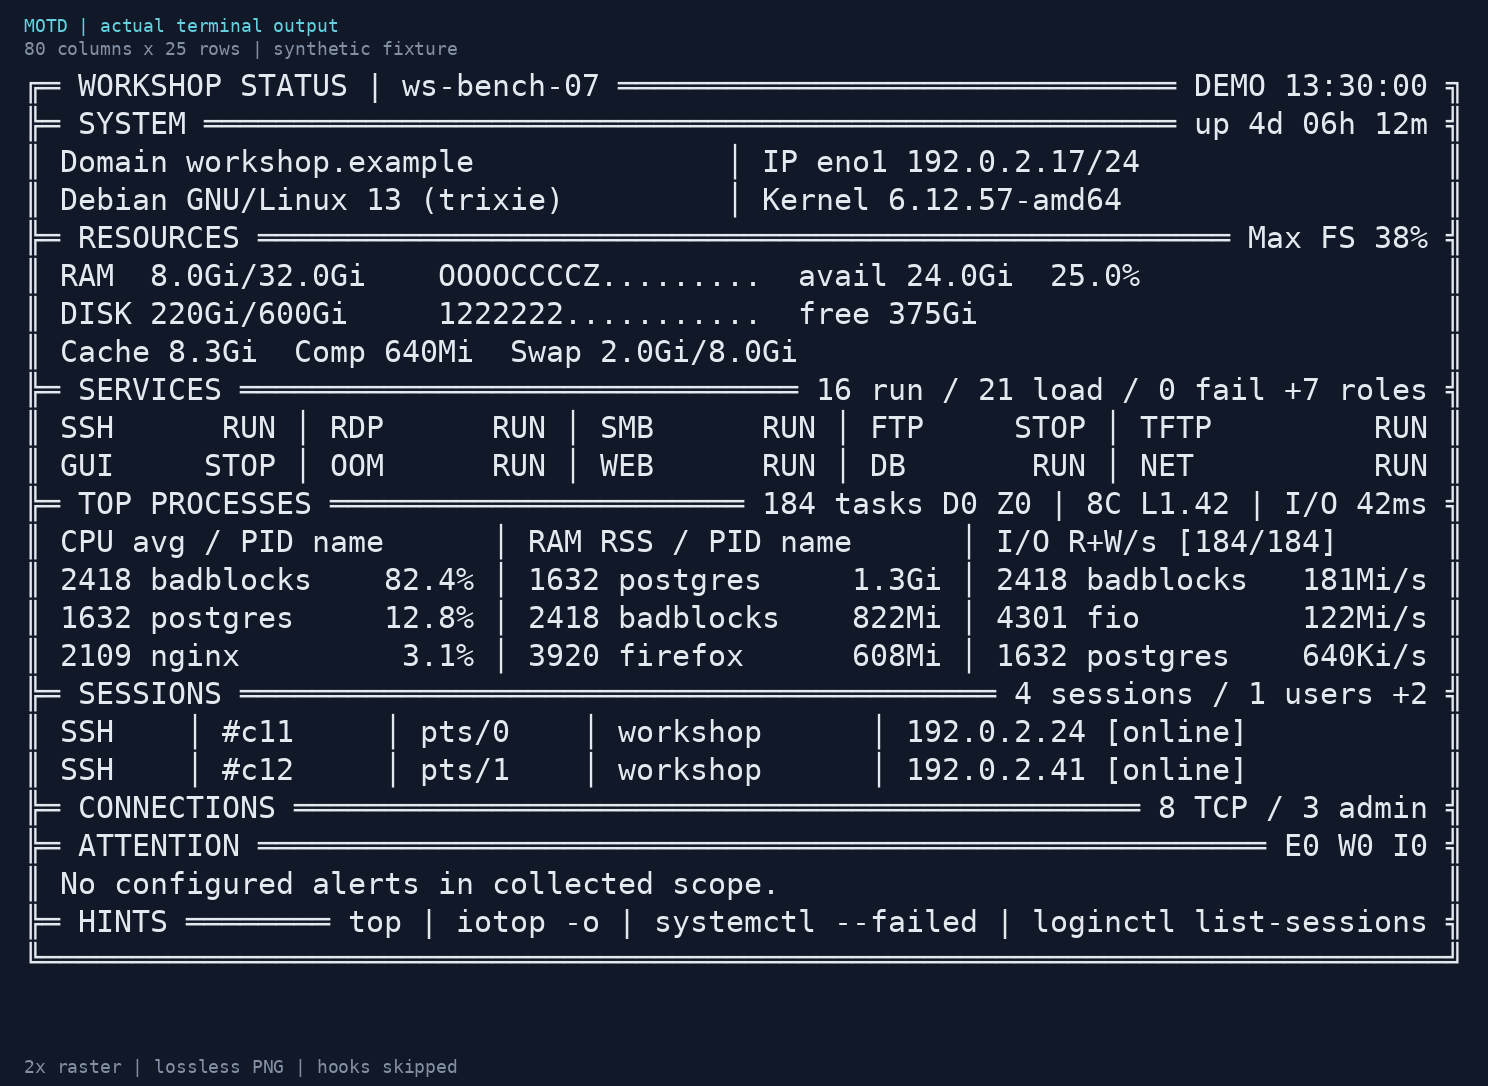 MOTD | actual terminal output
80 columns x 25 rows | synthetic fixture
╔═ WORKSHOP STATUS | ws-bench-07 ═══════════════════════════════ DEMO 13:30:00 ╗
╠═ SYSTEM ══════════════════════════════════════════════════════ up 4d 06h 12m ╣
║ Domain workshop.example              │ IP eno1 192.0.2.17/24                 ║
║ Debian GNU/Linux 13 (trixie)         │ Kernel 6.12.57-amd64                  ║
╠═ RESOURCES ══════════════════════════════════════════════════════ Max FS 38% ╣
║ RAM  8.0Gi/32.0Gi    OOOOCCCCZ.........  avail 24.0Gi  25.0%                 ║
║ DISK 220Gi/600Gi     1222222...........  free 375Gi                          ║
║ Cache 8.3Gi  Comp 640Mi  Swap 2.0Gi/8.0Gi                                    ║
╠═ SERVICES ═══════════════════════════════ 16 run / 21 load / 0 fail +7 roles ╣
║ SSH      RUN │ RDP      RUN │ SMB      RUN │ FTP     STOP │ TFTP         RUN ║
║ GUI     STOP │ OOM      RUN │ WEB      RUN │ DB       RUN │ NET          RUN ║
╠═ TOP PROCESSES ═══════════════════════ 184 tasks D0 Z0 | 8C L1.42 | I/O 42ms ╣
║ CPU avg / PID name      │ RAM RSS / PID name      │ I/O R+W/s [184/184]      ║
║ 2418 badblocks    82.4% │ 1632 postgres     1.3Gi │ 2418 badblocks   181Mi/s ║
║ 1632 postgres     12.8% │ 2418 badblocks    822Mi │ 4301 fio         122Mi/s ║
║ 2109 nginx         3.1% │ 3920 firefox      608Mi │ 1632 postgres    640Ki/s ║
╠═ SESSIONS ══════════════════════════════════════════ 4 sessions / 1 users +2 ╣
║ SSH    │ #c11     │ pts/0    │ workshop      │ 192.0.2.24 [online]           ║
║ SSH    │ #c12     │ pts/1    │ workshop      │ 192.0.2.41 [online]           ║
╠═ CONNECTIONS ═══════════════════════════════════════════════ 8 TCP / 3 admin ╣
╠═ ATTENTION ════════════════════════════════════════════════════════ E0 W0 I0 ╣
║ No configured alerts in collected scope.                                     ║
╠═ HINTS ════════ top | iotop -o | systemctl --failed | loginctl list-sessions ╣
╚══════════════════════════════════════════════════════════════════════════════╝
2x raster | lossless PNG | hooks skipped